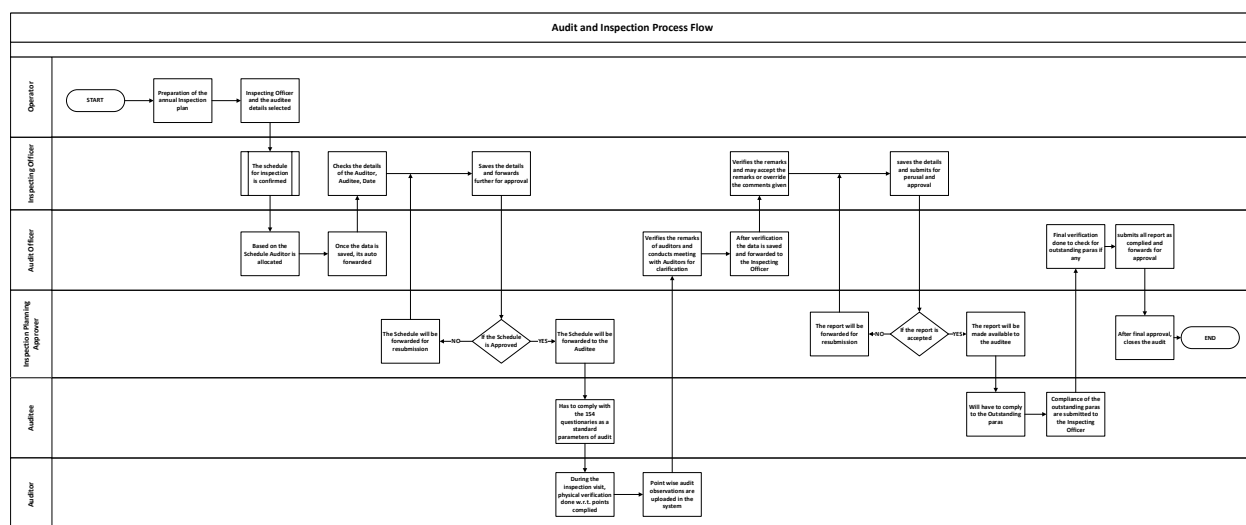 Audit and Inspection Process Flow
Operator
START
Preparation of the
annual Inspection
plan
Inspecting Officer
and the auditee
details selected
Inspecting Officer
The schedule
for inspection
is confirmed
Checks the details
of the Auditor,
Auditee, Date
Saves the details
and forwards
further for approval
Verifies the remarks
and may accept the
remarks or override
the comments given
saves the details
and submits for
perusal and
approval
Audit Officer
Based on the
Schedule Auditor is
allocated
Once the data is
saved, its auto
forwarded
Verifies the remarks
of auditors and
conducts meeting
with Auditors for
clarification
After verification
the data is saved
and forwarded to
the Inspecting
Officer
Final verification
done to check for
outstanding paras if
any
submits all report as
complied and
forwards for
approval
Inspection Planning
Approver
The Schedule will be
forwarded for
resubmission
NO
If the Schedule
is Approved
YES
The Schedule will be
forwarded to the
Auditee
The report will be
forwarded for
resubmission
NO
If the report is
accepted
YES
The report will be
made available to
the auditee
After final approval,
closes the audit
END
Auditee
Has to comply with
the 154
questionaries as a
standard
parameters of audit
Will have to comply
to the Outstanding
paras
Compliance of the
outstanding paras
are submitted to
the Inspecting
Officer
Auditor
During the
inspection visit,
physical verification
done w.r.t. points
complied
Point wise audit
observations are
uploaded in the
system